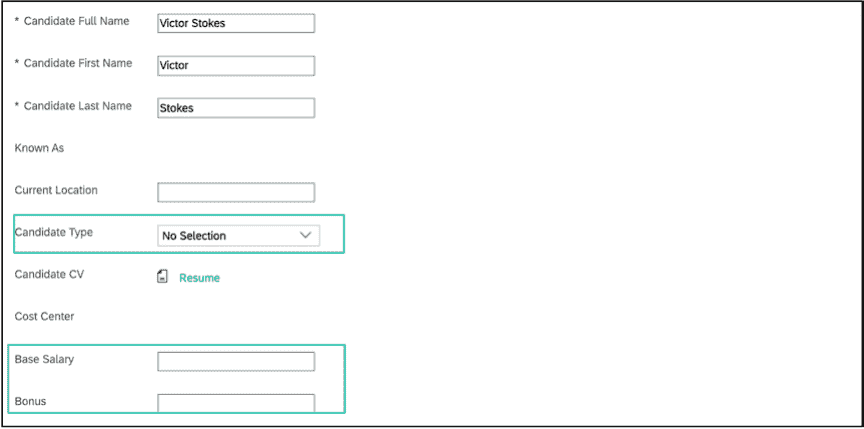 * Candidate Full Name Victor Stokes
* Candidate First Name Victor
* Candidate Last Name Stokes
Known As
Current Location
Candidate Type No Selection
Candidate CV Resume
Cost Center
Base Salary
Bonus